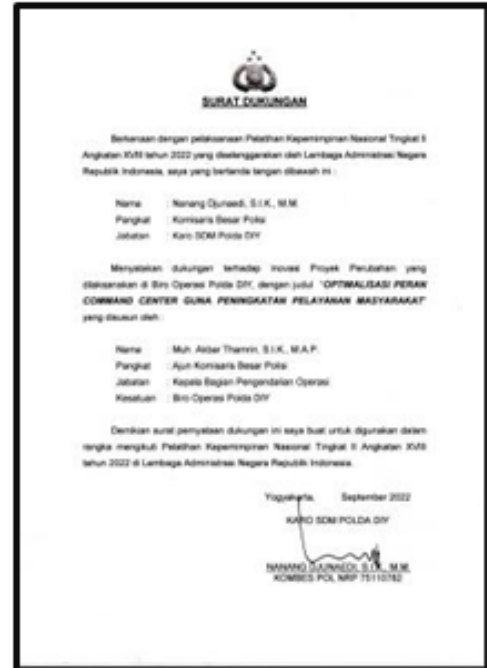 SURAT DUKUNGAN
Berkenaan dengan pelaksanaan Pelatihan Kepemimpinan Nasional Tingkat II
Angkatan XVIII tahun 2022 yang diselenggarakan oleh Lembaga Administrasi Negara
Republik Indonesia, saya yang bertanda tangan dibawah ini :
Nama : Nanang Djunaedi, S.I.K., M.M.
Pangkat : Komisaris Besar Polisi
Jabatan : Karo SDM Polda DIY
Menyatakan dukungan terhadap inovasi Proyek Perubahan yang
dilaksanakan di Biro Operasi Polda DIY, dengan judul "OPTIMALISASI PERAN
COMMAND CENTER GUNA PENINGKATAN PELAYANAN MASYARAKAT"
yang disusun oleh :
Nama : Muh. Akbar Thamrin, S.I.K., M.A.P.
Pangkat : Ajun Komisaris Besar Polisi
Jabatan : Kepala Bagian Pengendalian Operasi
Kesatuan : Biro Operasi Polda DIY
Demikian surat pernyataan dukungan ini saya buat untuk digunakan dalam
rangka mengikuti Pelatihan Kepemimpinan Nasional Tingkat II Angkatan XVIII
tahun 2022 di Lembaga Administrasi Negara Republik Indonesia.
Yogyakarta, September 2022
KARO SDM POLDA DIY
NANANG DJUNAEDI, S.I.K., M.M.
KOMBES POL NRP 75110782